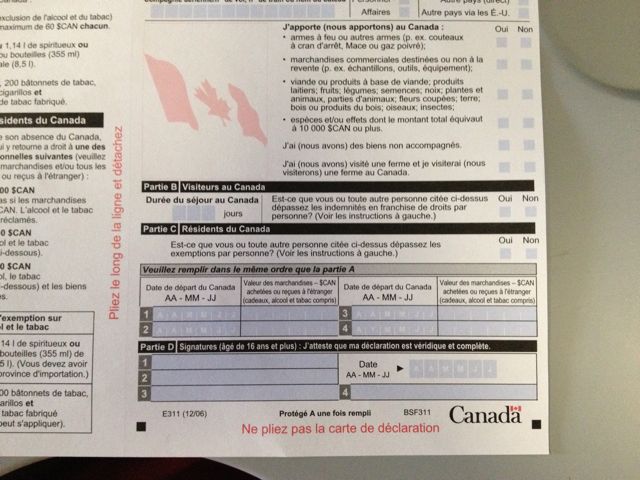 Personnel
Autre pays (direct)
Affaires
Autre pays via les É.-U.
exclusion de l'alcool et du tabac)
maximum de 60 $CAN chacun.
1,14 l de spiritueux ou
ou bouteilles (355 ml)
ale (8,5 l).
200 bâtonnets de tabac,
cigarillos et
de tabac fabriqué.
sidents du Canada
e son absence du Canada,
ui y retourne a droit à une des
onnelles suivantes (veuillez
marchandises et/ou tous les
ou reçues à l'étranger) :
00 $CAN
as si les marchandises
CAN. L'alcool et le tabac
réclamés.
0 $CAN
ol et le tabac
i-dessous).
0 $CAN
ol, le tabac
i-dessous) et les biens
es.
'exemption sur
l et le tabac
14 l de spiritueux ou
bouteilles (355 ml) de
5 l). (Vous devez avoir
province d'importation.)
00 bâtonnets de tabac,
arillos et
tabac fabriqué
peut s'appliquer).
Pliez le long de la ligne et détachez
J'apporte (nous apportons) au Canada :
Oui Non
• armes à feu ou autres armes (p. ex. couteaux
à cran d'arrêt, Mace ou gaz poivré);
• marchandises commerciales destinées ou non à la
revente (p. ex. échantillons, outils, équipement);
• viande ou produits à base de viande; produits
laitiers; fruits; légumes; semences; noix; plantes et
animaux, parties d'animaux; fleurs coupées; terre;
bois ou produits du bois; oiseaux; insectes;
• espèces et/ou effets dont le montant total équivaut
à 10 000 $CAN ou plus.
J'ai (nous avons) des biens non accompagnés.
J'ai (nous avons) visité une ferme et je visiterai (nous
visiterons) une ferme au Canada.
Partie B Visiteurs au Canada
Durée du séjour au Canada
jours
Est-ce que vous ou toute autre personne citée ci-dessus
dépassez les indemnités en franchise de droits par
personne? (Voir les instructions à gauche.)
Oui Non
Partie C Résidents du Canada
Est-ce que vous ou toute autre personne citée ci-dessus dépassez les
exemptions par personne? (Voir les instructions à gauche.)
Oui Non
Veuillez remplir dans le même ordre que la partie A
Date de départ du Canada
AA - MM - JJ
Valeur des marchandises – $CAN
achetées ou reçues à l'étranger
(cadeaux, alcool et tabac compris)
Date de départ du Canada
AA - MM - JJ
Valeur des marchandises – $CAN
achetées ou reçues à l'étranger
(cadeaux, alcool et tabac compris)
1 A A M M J J
3 A A M M J J
2 A A M M J J
4 A A M M J J
Partie D Signatures (âgé de 16 ans et plus) : J'atteste que ma déclaration est véridique et complète.
1
2
3
Date
AA - MM - JJ
A A M M J J
4
E311 (12/06)
Protégé A une fois rempli
BSF311
Canada
Ne pliez pas la carte de déclaration